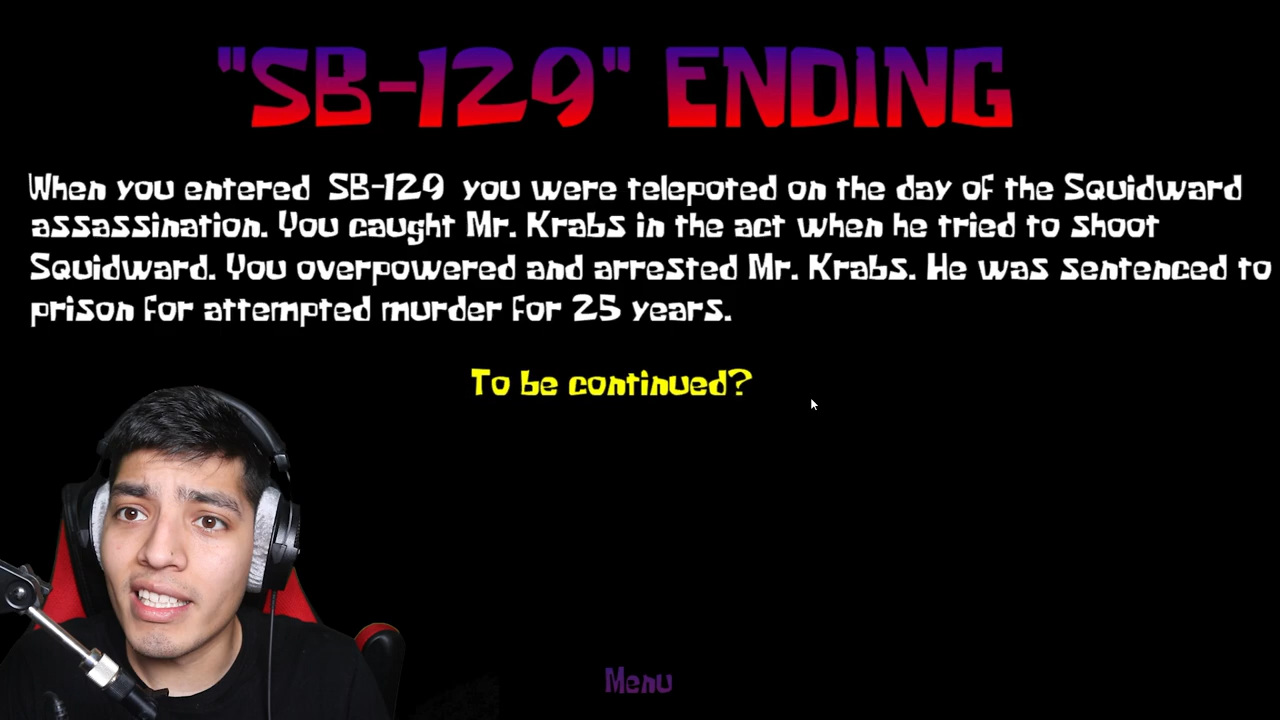 "SB-129" ENDING
When you entered SB-129 you were telepoted on the day of the Squidward
assassination. You caught Mr. Krabs in the act when he tried to shoot
Squidward. You overpowered and arrested Mr. Krabs. He was sentenced to
prison for attempted murder for 25 years.
To be continued?
Menu